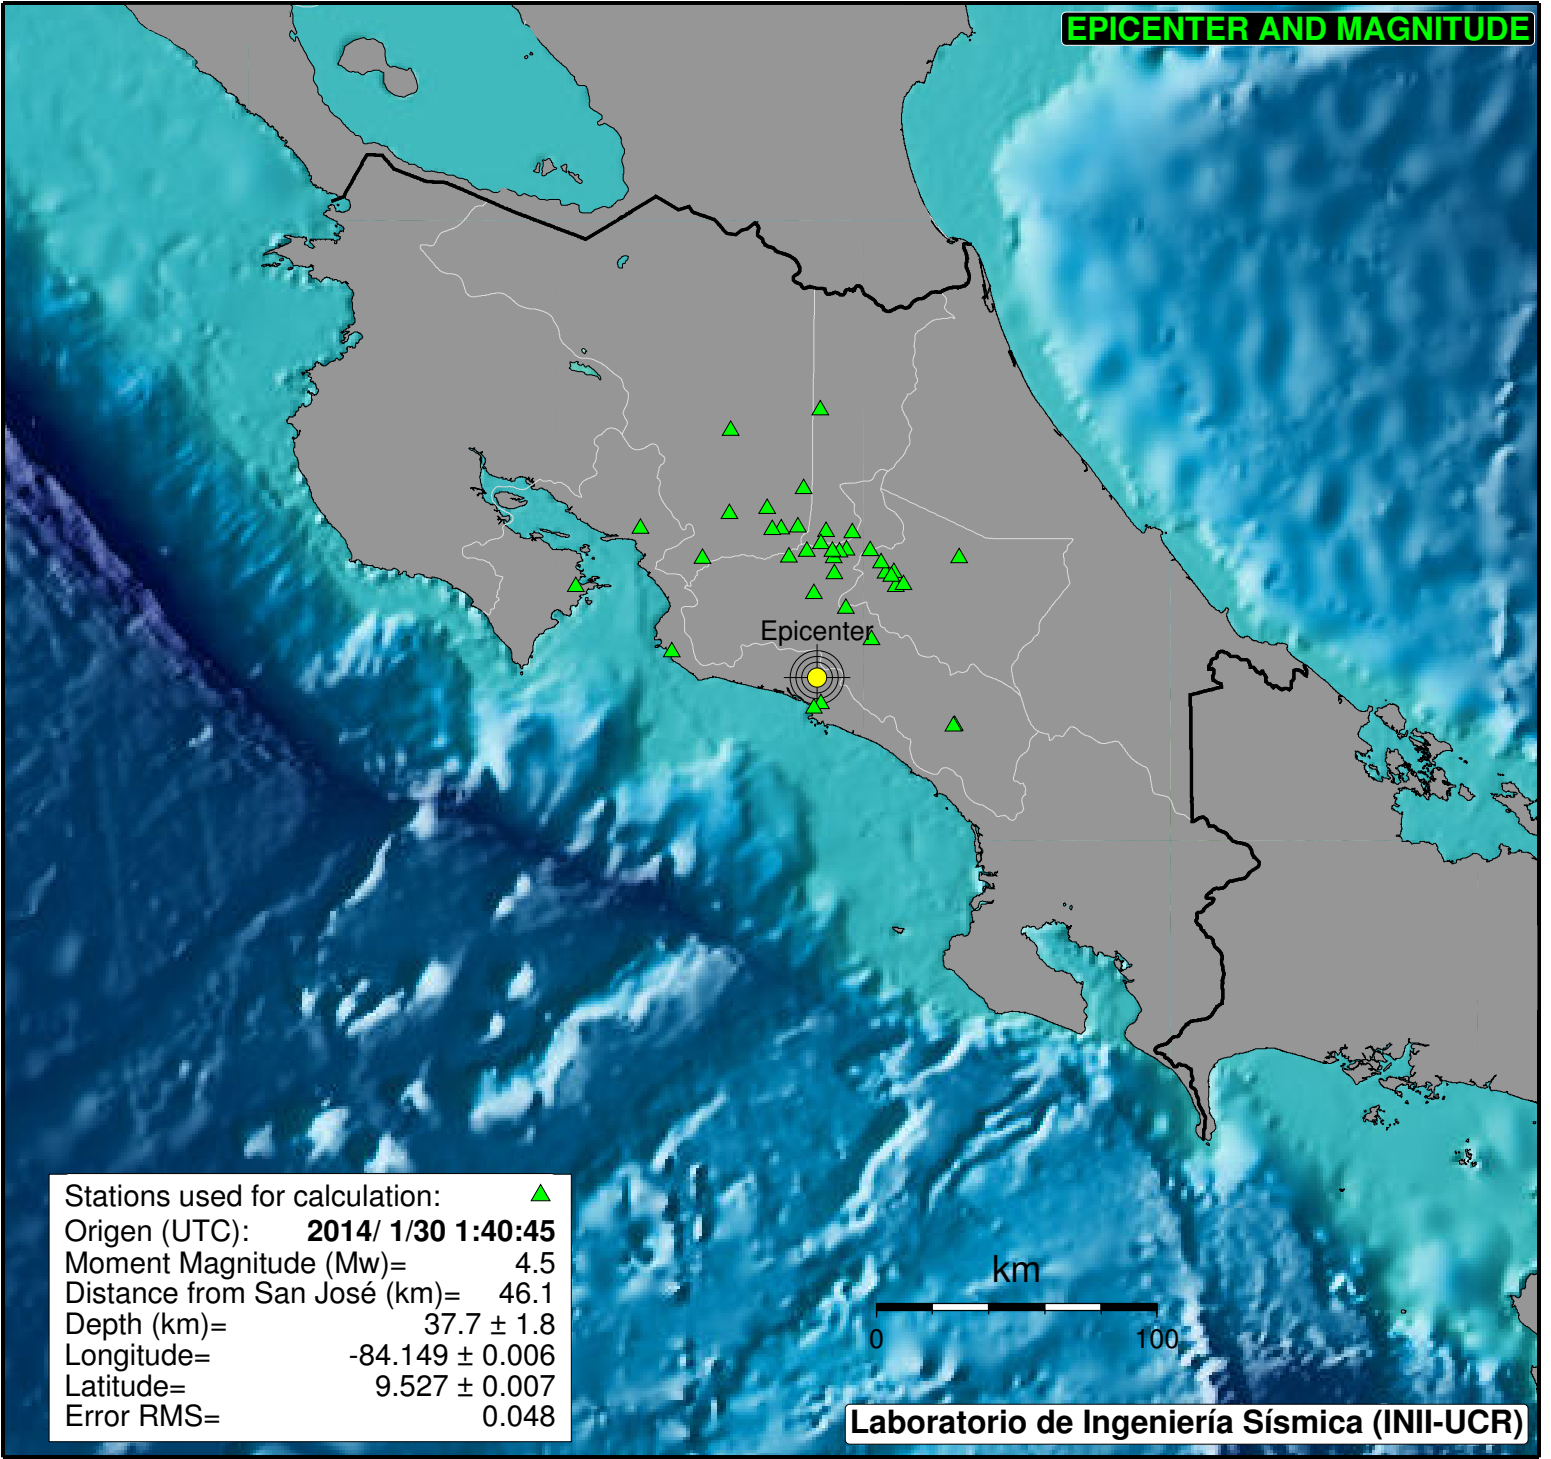 EPICENTER AND MAGNITUDE
Epicenter
Stations used for calculation:
Origen (UTC): 2014/ 1/30 1:40:45
Moment Magnitude (Mw)= 4.5
Distance from San José (km)= 46.1
Depth (km)= 37.7 ± 1.8
Longitude= -84.149 ± 0.006
Latitude= 9.527 ± 0.007
Error RMS= 0.048
km
0 100
Laboratorio de Ingeniería Sísmica (INII-UCR)